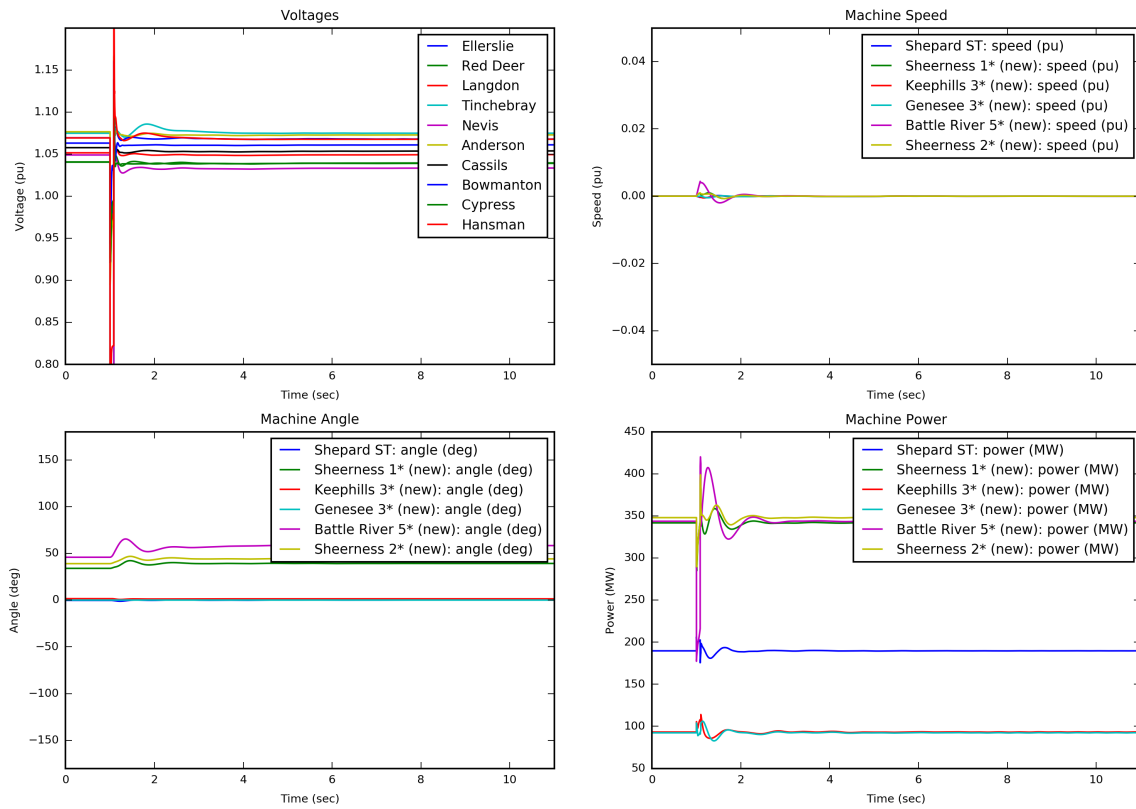 Voltages
Voltage (pu)
1.15
1.10
1.05
1.00
0.95
0.90
0.85
0.80
0
2
4
6
8
10
Time (sec)
Ellerslie
Red Deer
Langdon
Tinchebray
Nevis
Anderson
Cassils
Bowmanton
Cypress
Hansman
Machine Speed
Speed (pu)
0.04
0.02
0.00
−0.02
−0.04
0
2
4
6
8
10
Time (sec)
Shepard ST: speed (pu)
Sheerness 1* (new): speed (pu)
Keephills 3* (new): speed (pu)
Genesee 3* (new): speed (pu)
Battle River 5* (new): speed (pu)
Sheerness 2* (new): speed (pu)
Machine Angle
Angle (deg)
150
100
50
0
−50
−100
−150
0
2
4
6
8
10
Time (sec)
Shepard ST: angle (deg)
Sheerness 1* (new): angle (deg)
Keephills 3* (new): angle (deg)
Genesee 3* (new): angle (deg)
Battle River 5* (new): angle (deg)
Sheerness 2* (new): angle (deg)
Machine Power
Power (MW)
450
400
350
300
250
200
150
100
50
0
2
4
6
8
10
Time (sec)
Shepard ST: power (MW)
Sheerness 1* (new): power (MW)
Keephills 3* (new): power (MW)
Genesee 3* (new): power (MW)
Battle River 5* (new): power (MW)
Sheerness 2* (new): power (MW)